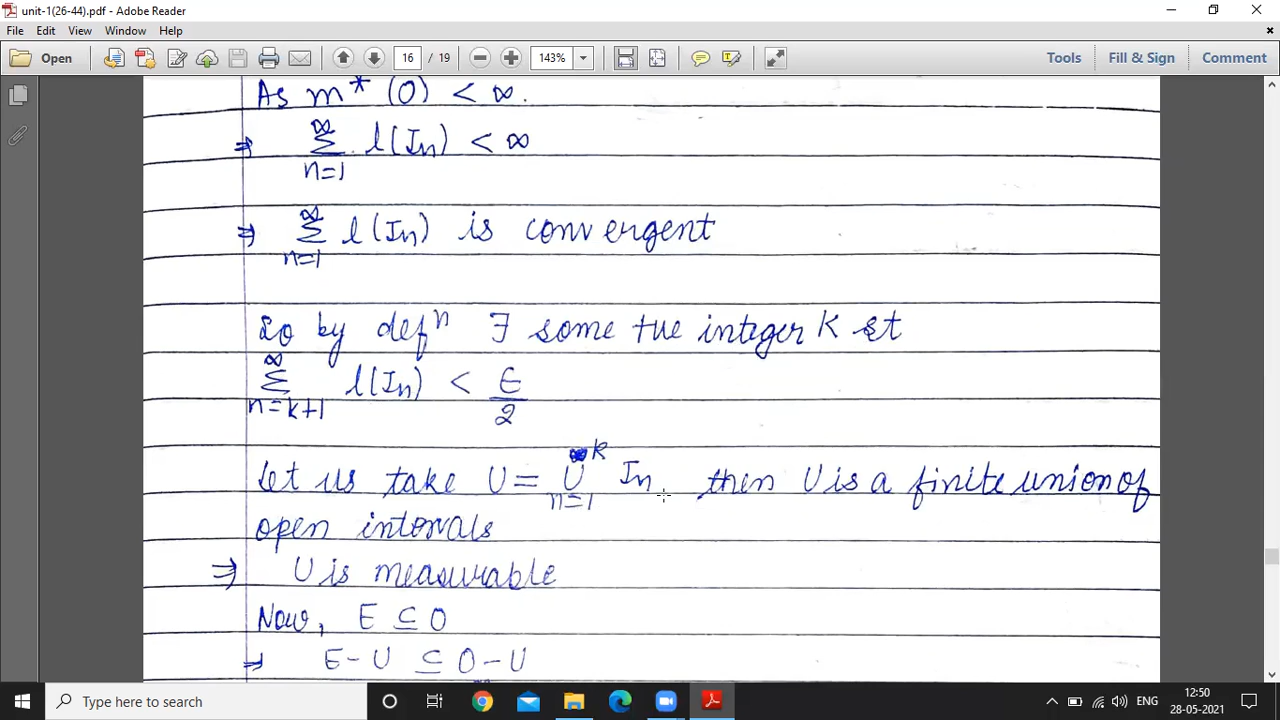 unit-1(26-44).pdf - Adobe Reader
File Edit View Window Help
Open 16 / 19 143% Tools Fill & Sign Comment
As m* (O) < ∞.
⇒ ∞ Σ n=1 l(In) < ∞
⇒ ∞ Σ n=1 l(In) is convergent
So by defn ∃ some +ve integer K st
∞ Σ n=k+1 l(In) < ε/2
Let us take U = k ∪ n=1 In then U is a finite union of
open intervals
⇒ U is measurable
Now, E ⊆ O
⇒ E - U ⊆ O - U
Type here to search
ENG
12:50
28-05-2021